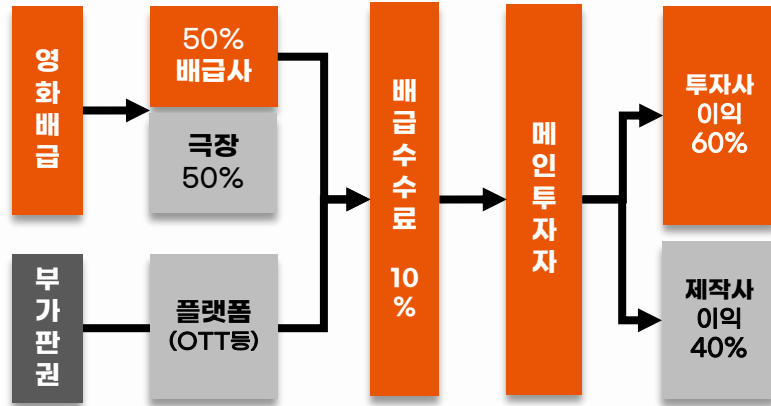 영화배급
50%
배급사
극장
50%
부가판권
플랫폼
(OTT등)
배급수수료
10
%
메인투자자
투자사
이익
60%
제작사
이익
40%